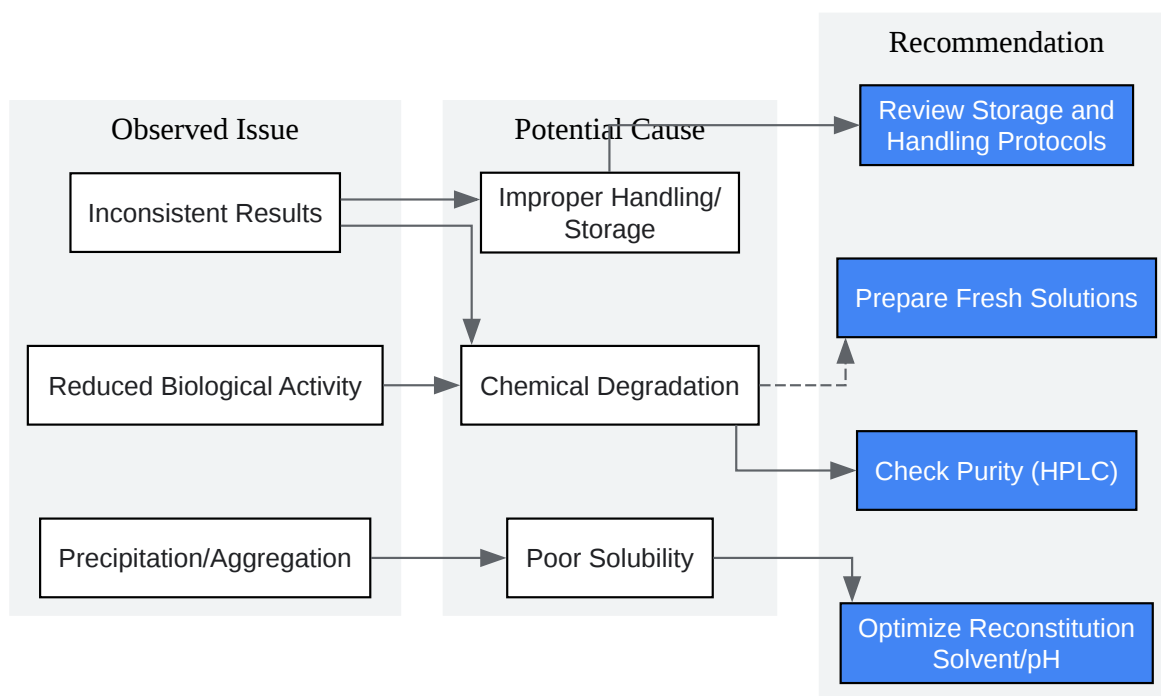 Observed Issue
Inconsistent Results
Reduced Biological Activity
Precipitation/Aggregation
Potential Cause
Improper Handling/
Storage
Chemical Degradation
Poor Solubility
Recommendation
Review Storage and
Handling Protocols
Prepare Fresh Solutions
Check Purity (HPLC)
Optimize Reconstitution
Solvent/pH